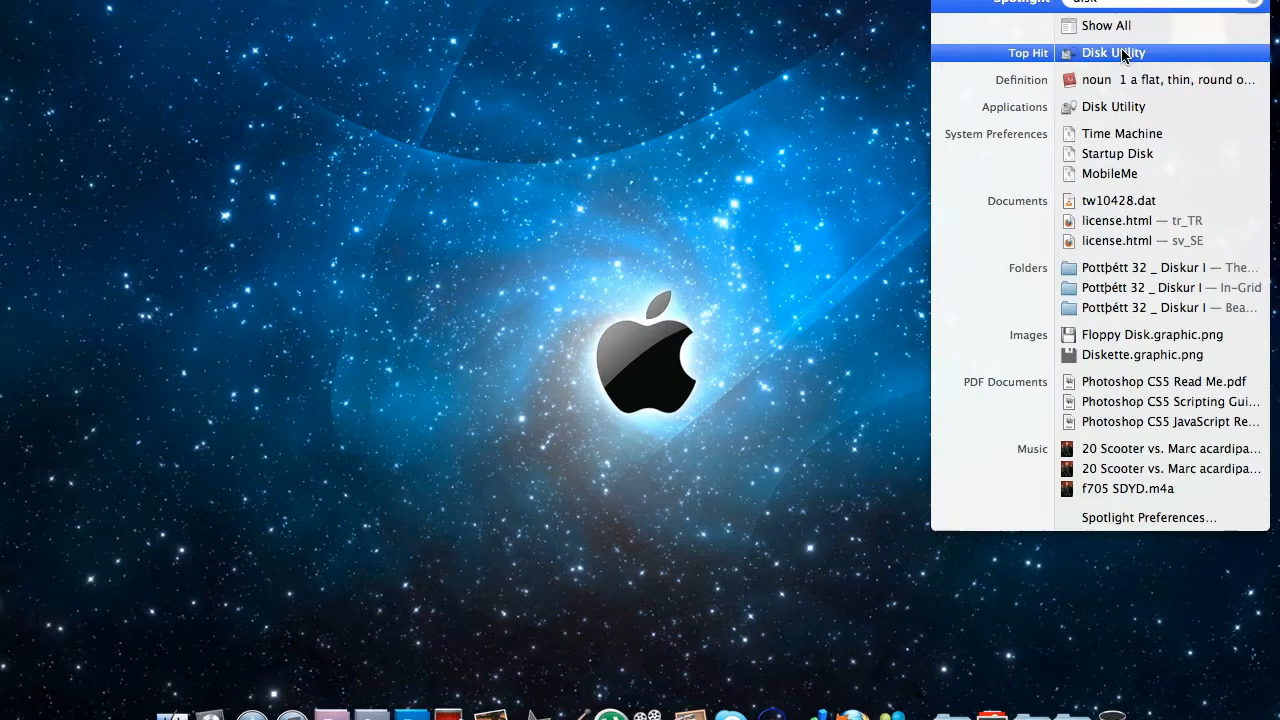 Spotlight disk
Show All
Top Hit Disk Utility
Definition noun 1 a flat, thin, round o...
Applications Disk Utility
System Preferences Time Machine
Startup Disk
MobileMe
Documents tw10428.dat
license.html — tr_TR
license.html — sv_SE
Folders Pottþétt 32 _ Diskur I — The...
Pottþétt 32 _ Diskur I — In-Grid
Pottþétt 32 _ Diskur I — Bea...
Images Floppy Disk.graphic.png
Diskette.graphic.png
PDF Documents Photoshop CS5 Read Me.pdf
Photoshop CS5 Scripting Gui...
Photoshop CS5 JavaScript Re...
Music 20 Scooter vs. Marc acardipa...
20 Scooter vs. Marc acardipa...
f705 SDYD.m4a
Spotlight Preferences...